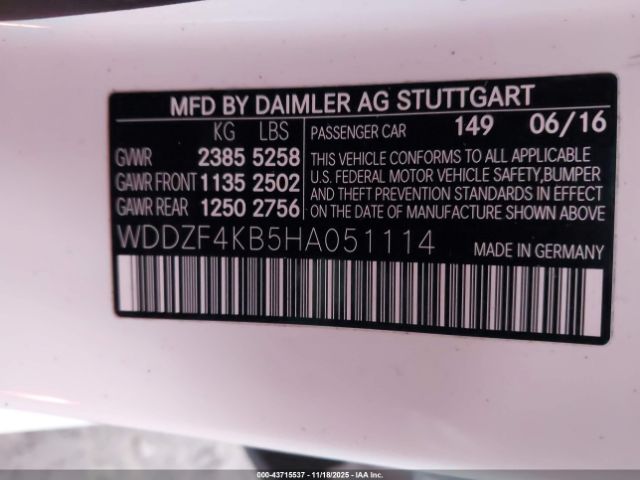 MFD BY DAIMLER AG STUTTGART
KG LBS
PASSENGER CAR 149 06/16
GVWR 2385 5258
GAWR FRONT 1135 2502
GAWR REAR 1250 2756
THIS VEHICLE CONFORMS TO ALL APPLICABLE
U.S. FEDERAL MOTOR VEHICLE SAFETY,BUMPER
AND THEFT PREVENTION STANDARDS IN EFFECT
ON THE DATE OF MANUFACTURE SHOWN ABOVE
WDDZF4KB5HA051114
MADE IN GERMANY
000-43715537 - 11/18/2025 - IAA Inc.